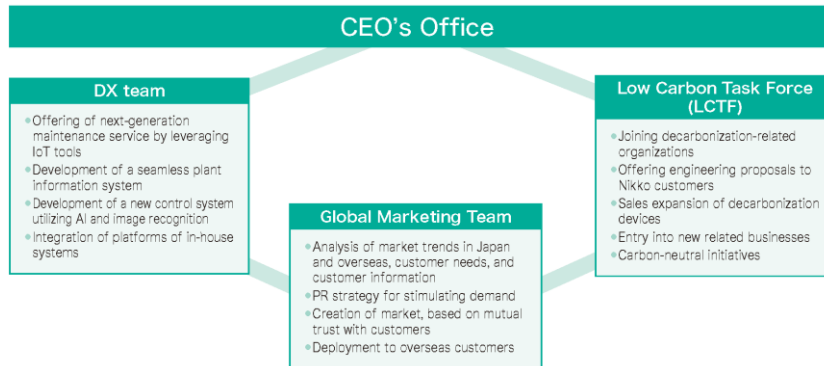 CEO's Office
DX team
•Offering of next-generation
maintenance service by leveraging
IoT tools
•Development of a seamless plant
information system
•Development of a new control system
utilizing AI and image recognition
•Integration of platforms of in-house
systems
Global Marketing Team
•Analysis of market trends in Japan
and overseas, customer needs, and
customer information
•PR strategy for stimulating demand
•Creation of market, based on mutual
trust with customers
•Deployment to overseas customers
Low Carbon Task Force
(LCTF)
•Joining decarbonization-related
organizations
•Offering engineering proposals to
Nikko customers
•Sales expansion of decarbonization
devices
•Entry into new related businesses
•Carbon-neutral initiatives